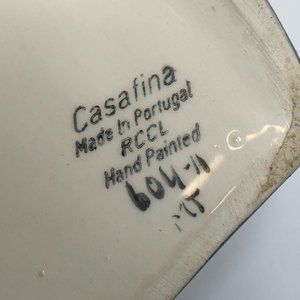 Casafina
Made In Portugal
RCCL
Hand Painted
604-11